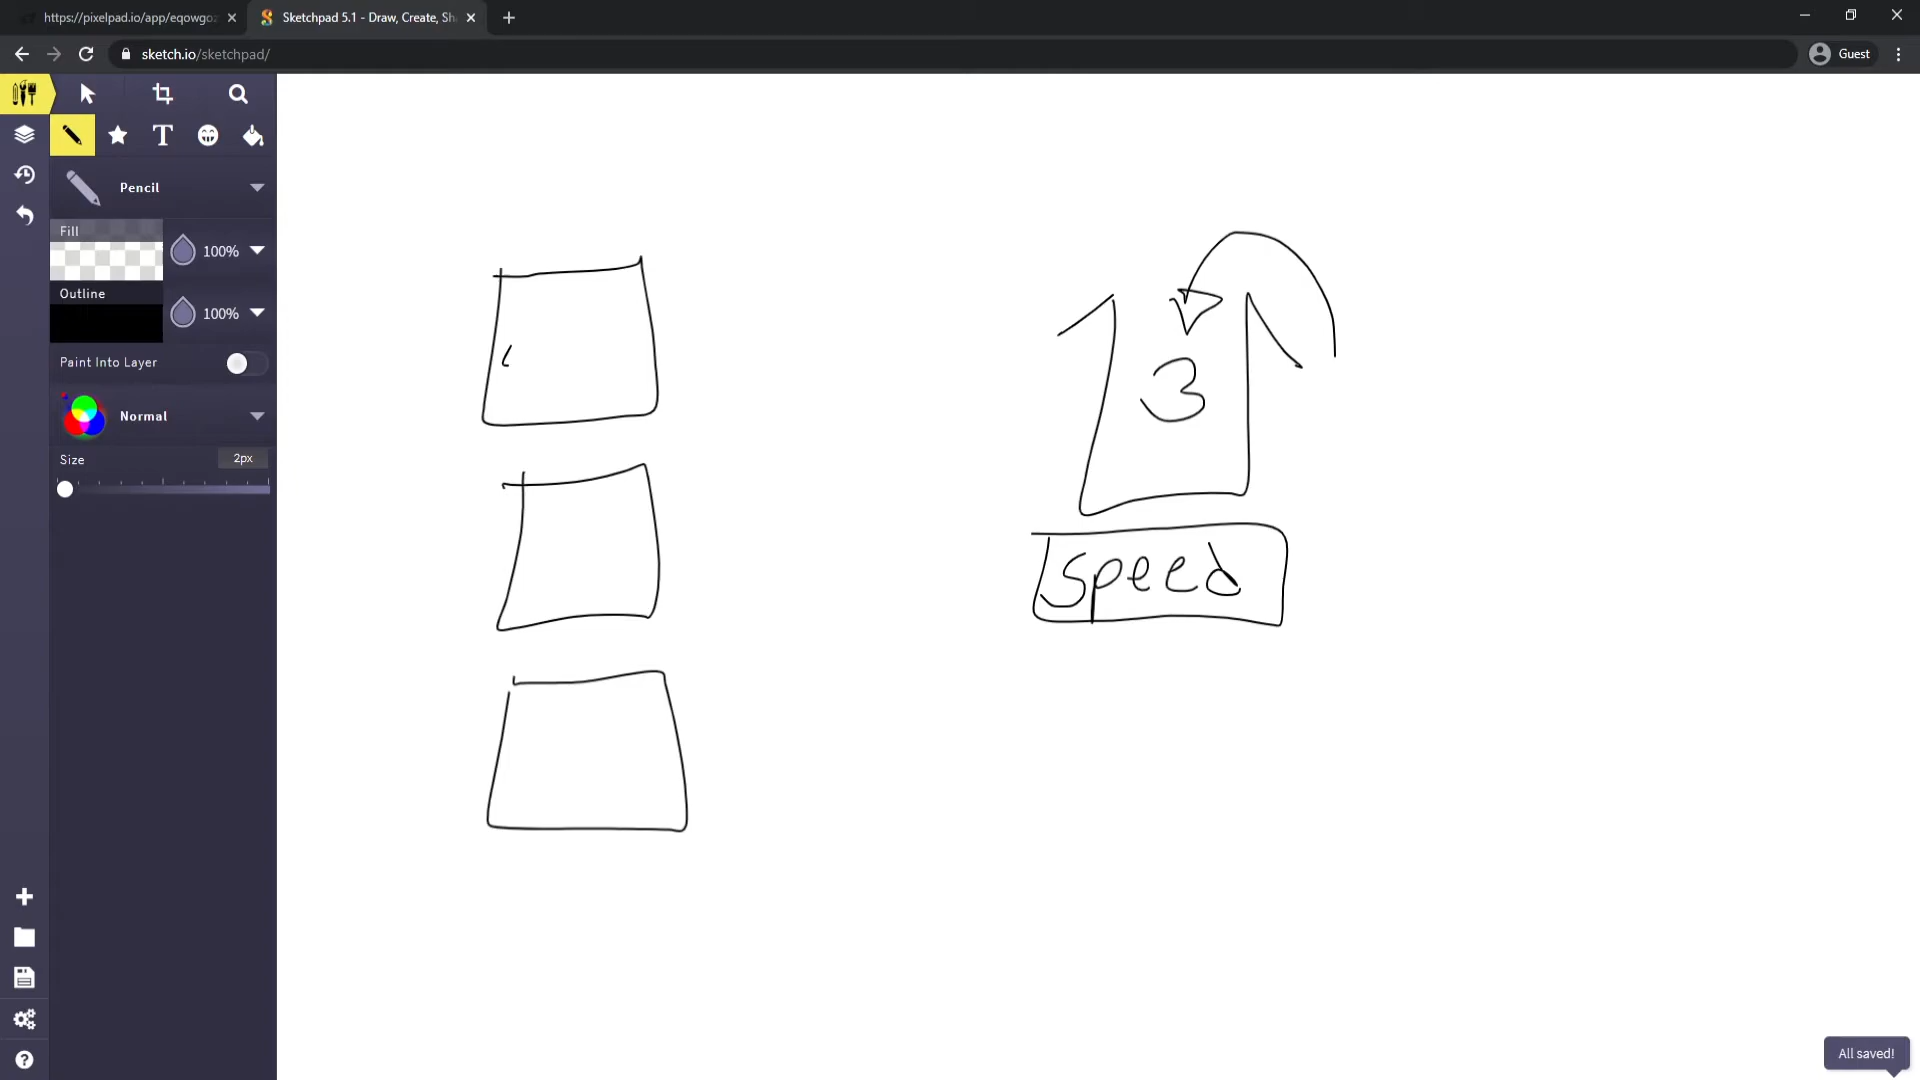 https://pixelpad.io/app/eqowgoz
Sketchpad 5.1 - Draw, Create, Sh
sketch.io/sketchpad/
Guest
T
Pencil
Fill
100%
Outline
100%
Paint Into Layer
Normal
Size
2px
3
speed
All saved!